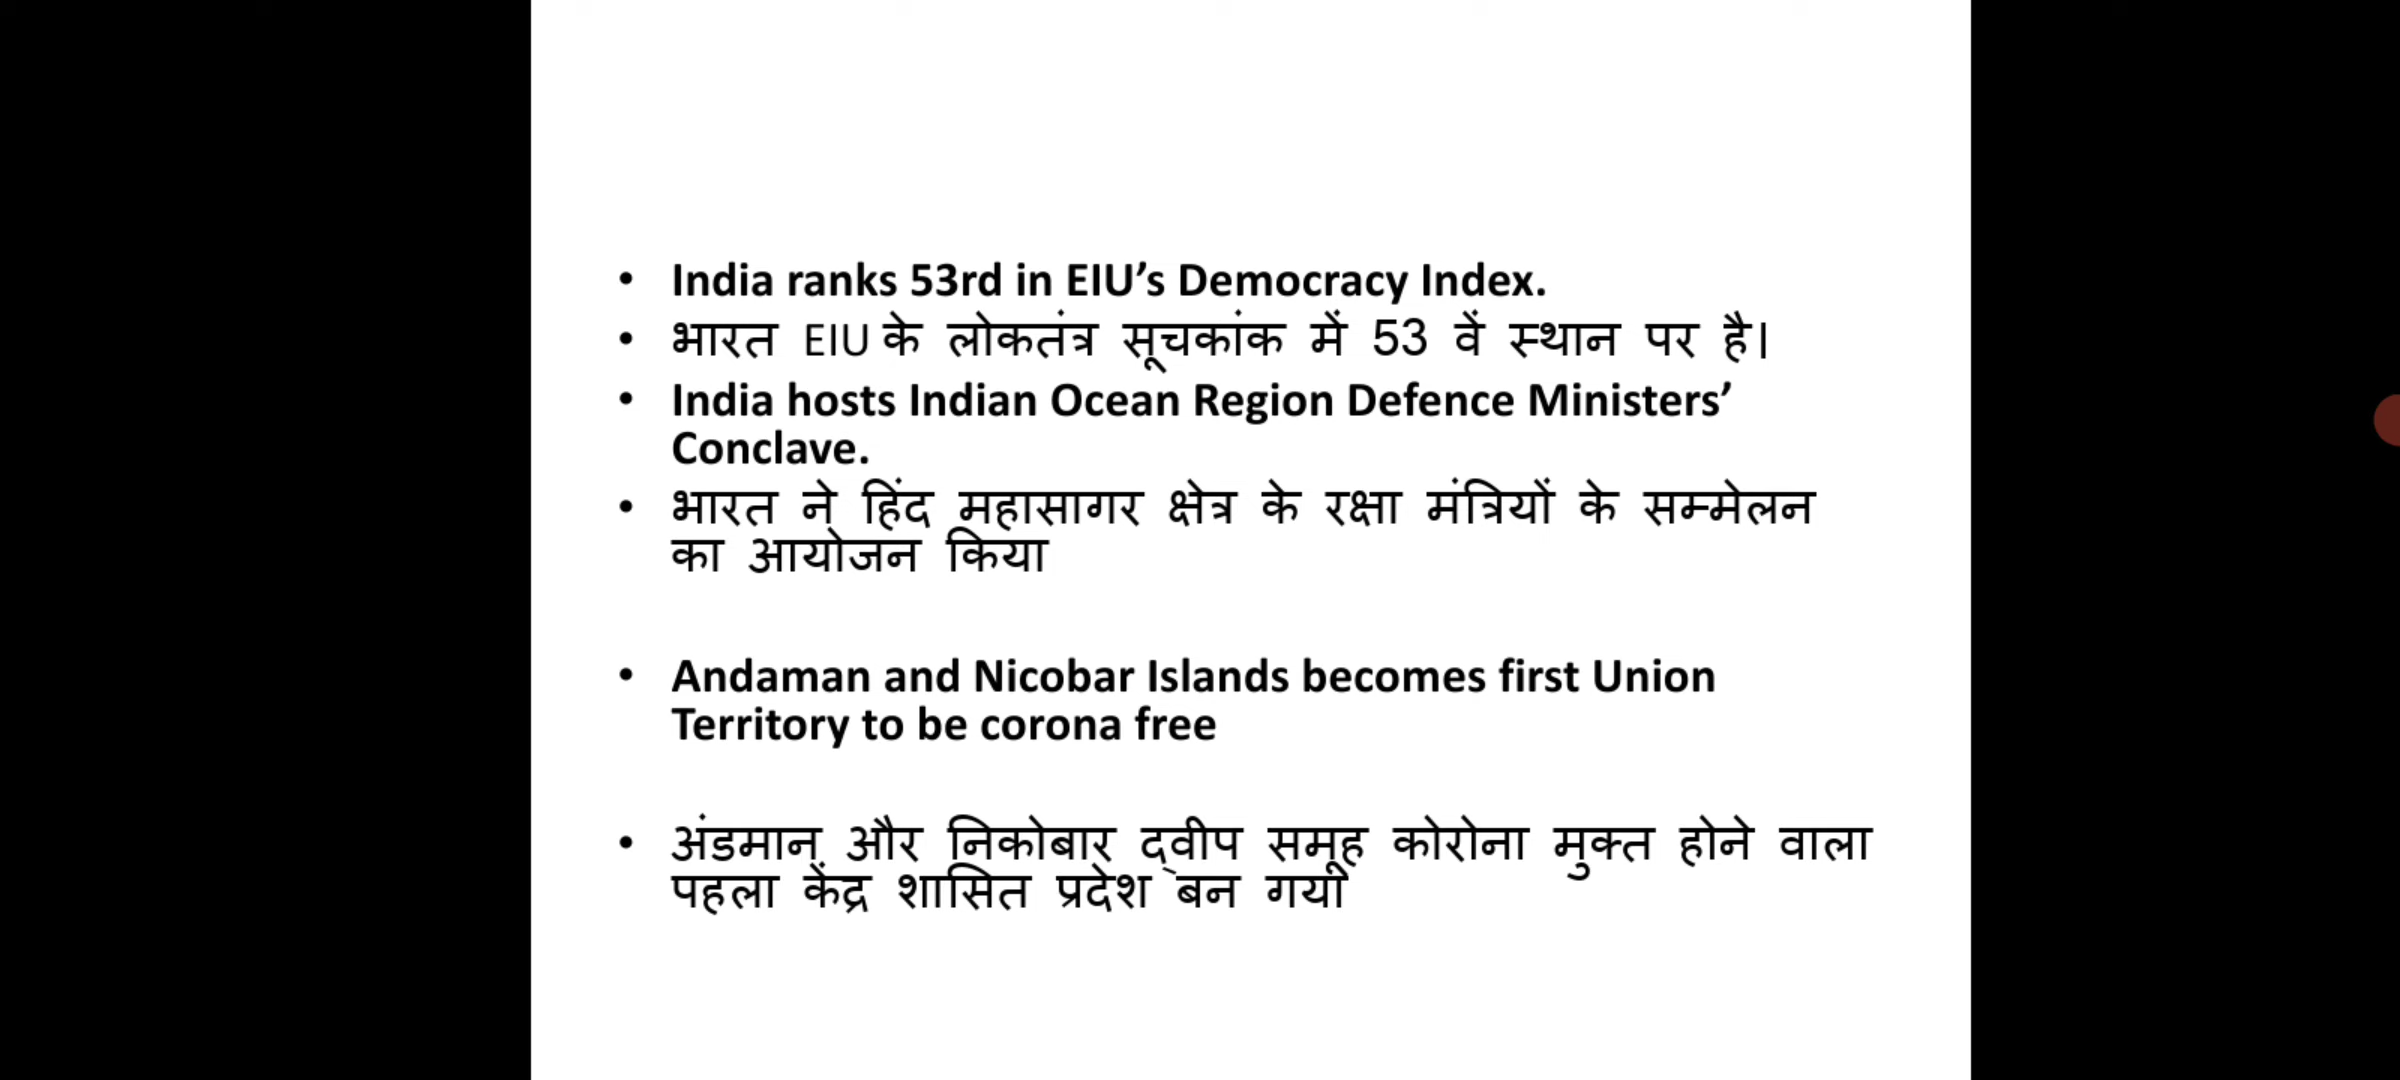 • India ranks 53rd in EIU’s Democracy Index.
• भारत EIU के लोकतंत्र सूचकांक में 53 वें स्थान पर है।
• India hosts Indian Ocean Region Defence Ministers’
Conclave.
• भारत ने हिंद महासागर क्षेत्र के रक्षा मंत्रियों के सम्मेलन
का आयोजन किया
• Andaman and Nicobar Islands becomes first Union
Territory to be corona free
• अंडमान और निकोबार द्वीप समूह कोरोना मुक्त होने वाला
पहला केंद्र शासित प्रदेश बन गया